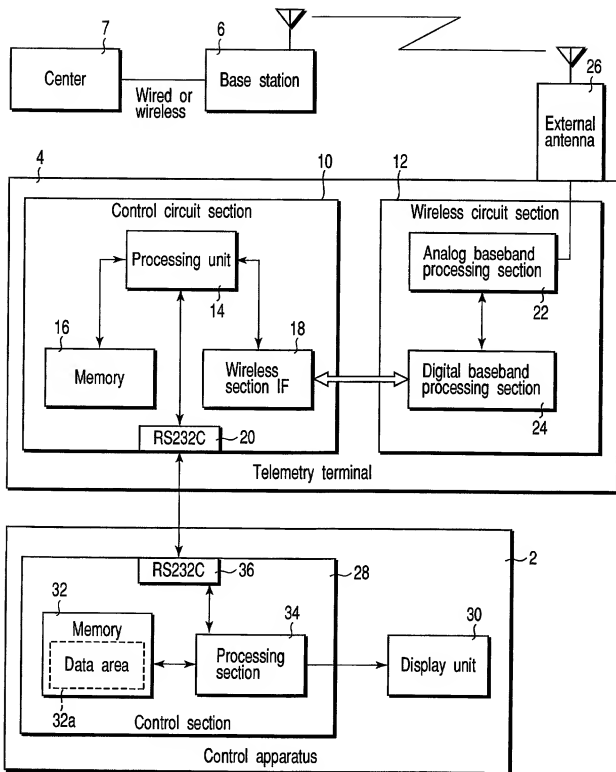 7
Center
Wired or
wireless
6
Base station
26
External
antenna
4
10
Control circuit section
Processing unit
14
16
Memory
18
Wireless
section IF
RS232C
20
12
Wireless circuit section
Analog baseband
processing section
22
Digital baseband
processing section
24
Telemetry terminal
2
RS232C
36
28
32
Memory
Data area
32a
34
Processing
section
30
Display unit
Control section
Control apparatus